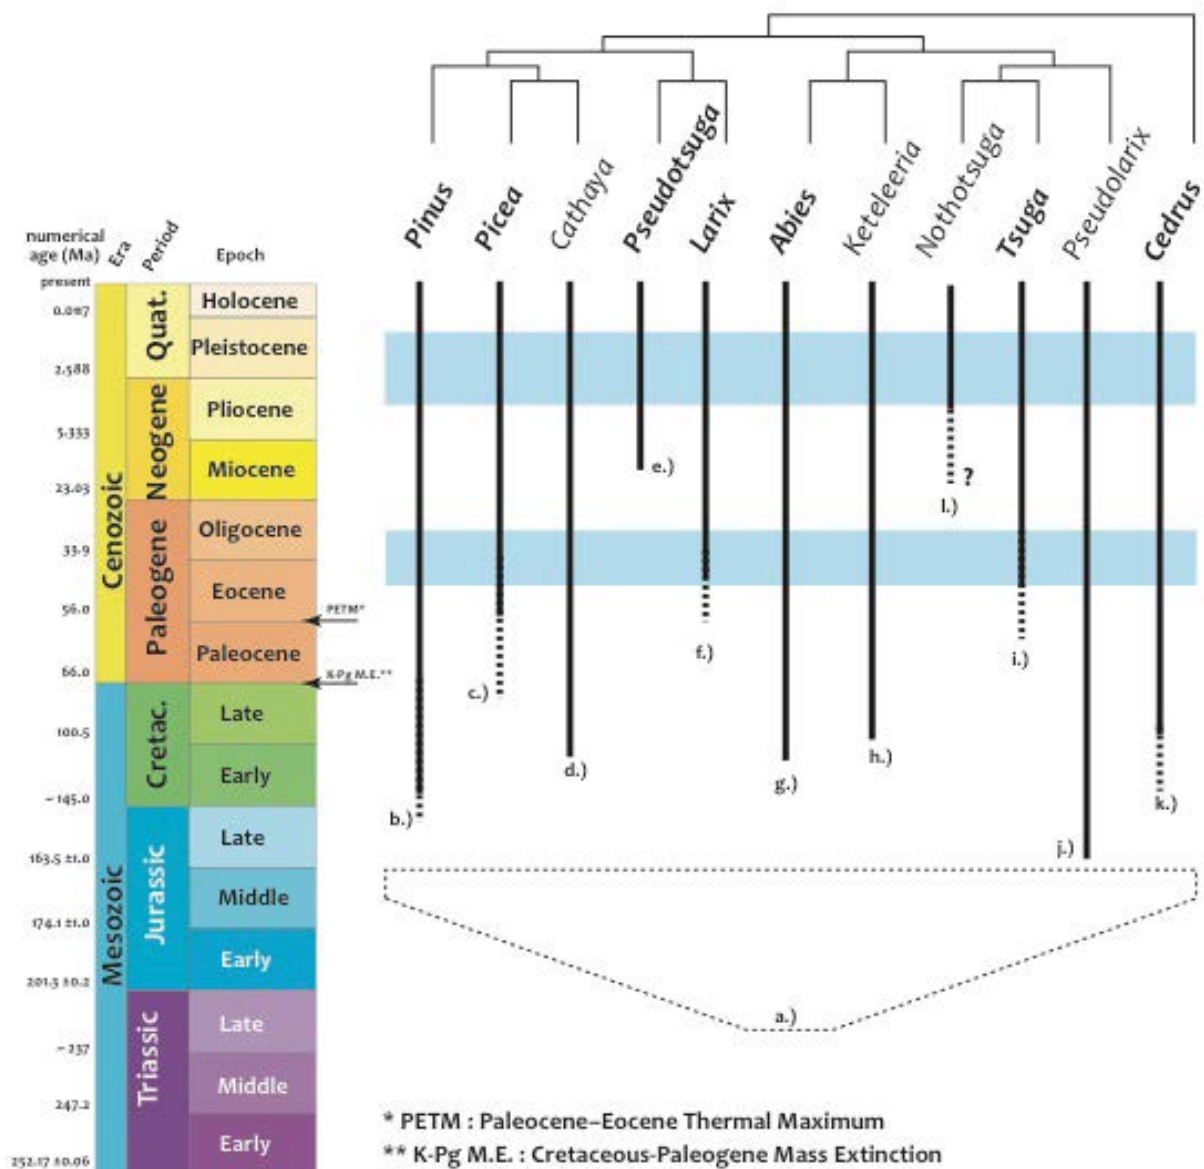 Pinus
Picea
Cathaya
Pseudotsuga
Larix
Abies
Keteleeria
Nothotsuga
Tsuga
Pseudolarix
Cedrus
numerical
age (Ma)
Era
Period
Epoch
present
0.0117
2.588
5.333
23.03
33.9
56.0
66.0
100.5
~ 145.0
163.5 ±1.0
174.1 ±1.0
201.3 ±0.2
~ 237
247.2
252.17 ±0.06
Cenozoic
Mesozoic
Quat.
Neogene
Paleogene
Cretac.
Jurassic
Triassic
Holocene
Pleistocene
Pliocene
Miocene
Oligocene
Eocene
Paleocene
Late
Early
Late
Middle
Early
Late
Middle
Early
PETM*
K-Pg M.E.**
e.)
?
l.)
f.)
i.)
c.)
d.)
h.)
g.)
k.)
b.)
j.)
a.)
* PETM : Paleocene–Eocene Thermal Maximum
** K-Pg M.E. : Cretaceous-Paleogene Mass Extinction